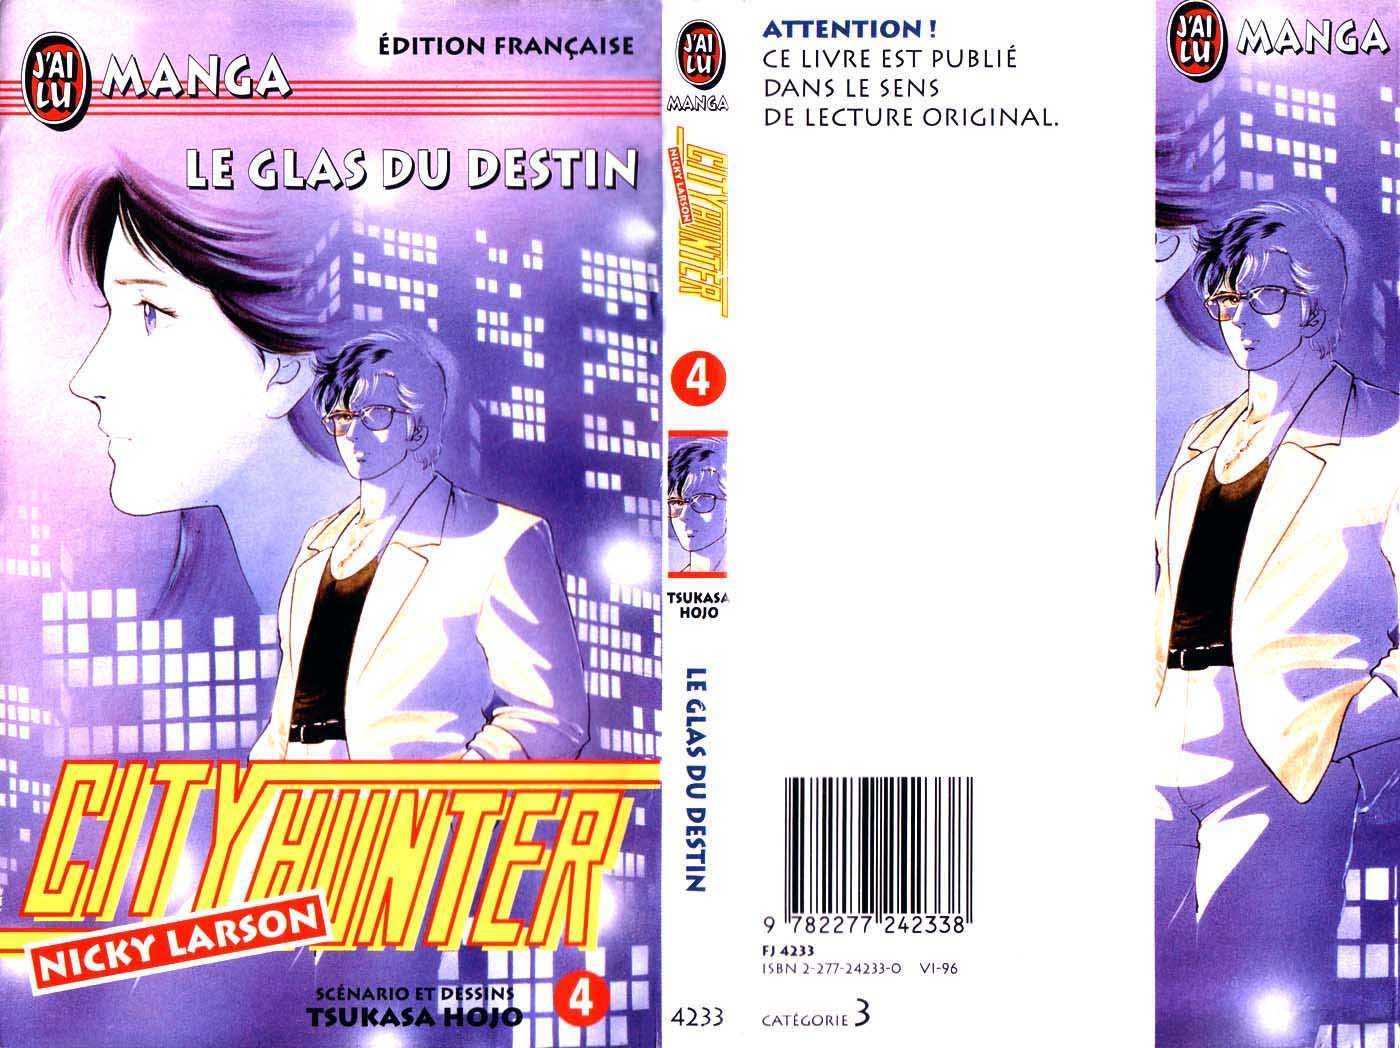 J'AI
LU
MANGA
ÉDITION FRANÇAISE
LE GLAS DU DESTIN
CITY HUNTER
NICKY LARSON
SCÉNARIO ET DESSINS
TSUKASA HOJO
4
J'AI
LU
MANGA
CITY HUNTER
NICKY LARSON
4
TSUKASA
HOJO
LE GLAS DU DESTIN
4233
ATTENTION !
CE LIVRE EST PUBLIÉ
DANS LE SENS
DE LECTURE ORIGINAL.
9 782277 242338
FJ 4233
ISBN 2-277-24233-0 VI-96
CATÉGORIE 3
J'AI
LU
MANGA